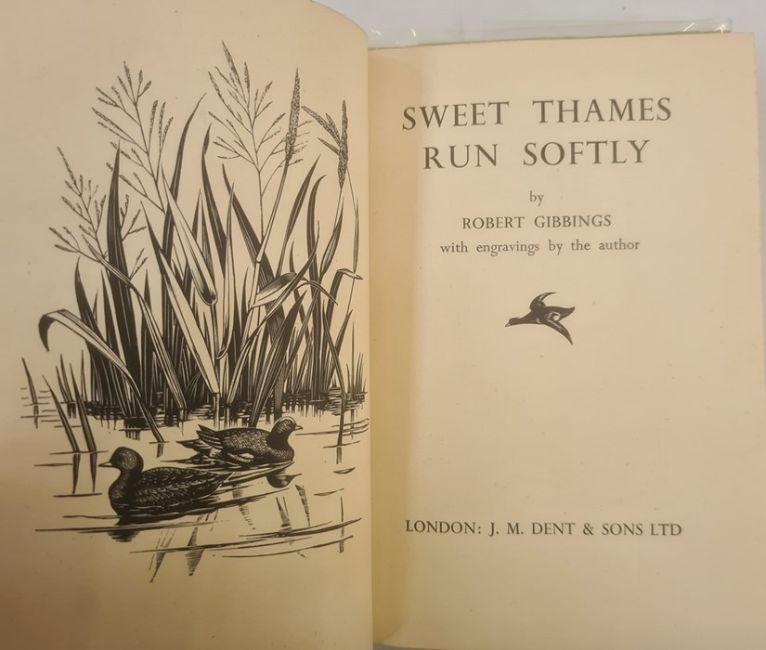 SWEET THAMES
RUN SOFTLY
by
ROBERT GIBBINGS
with engravings by the author
LONDON: J. M. DENT & SONS LTD